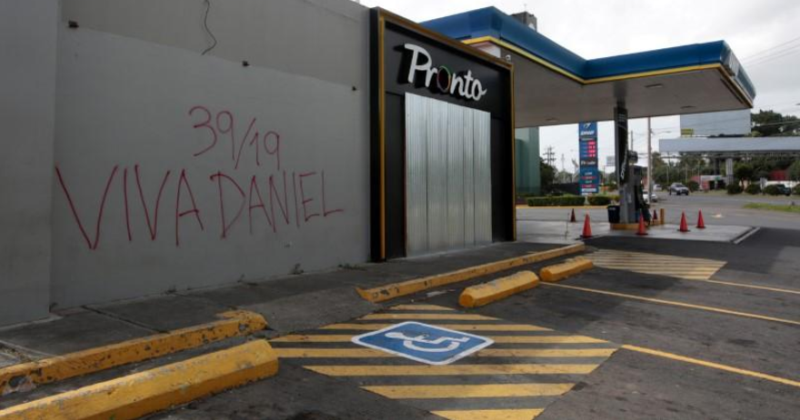 39/19
VIVA DANIEL
Pronto